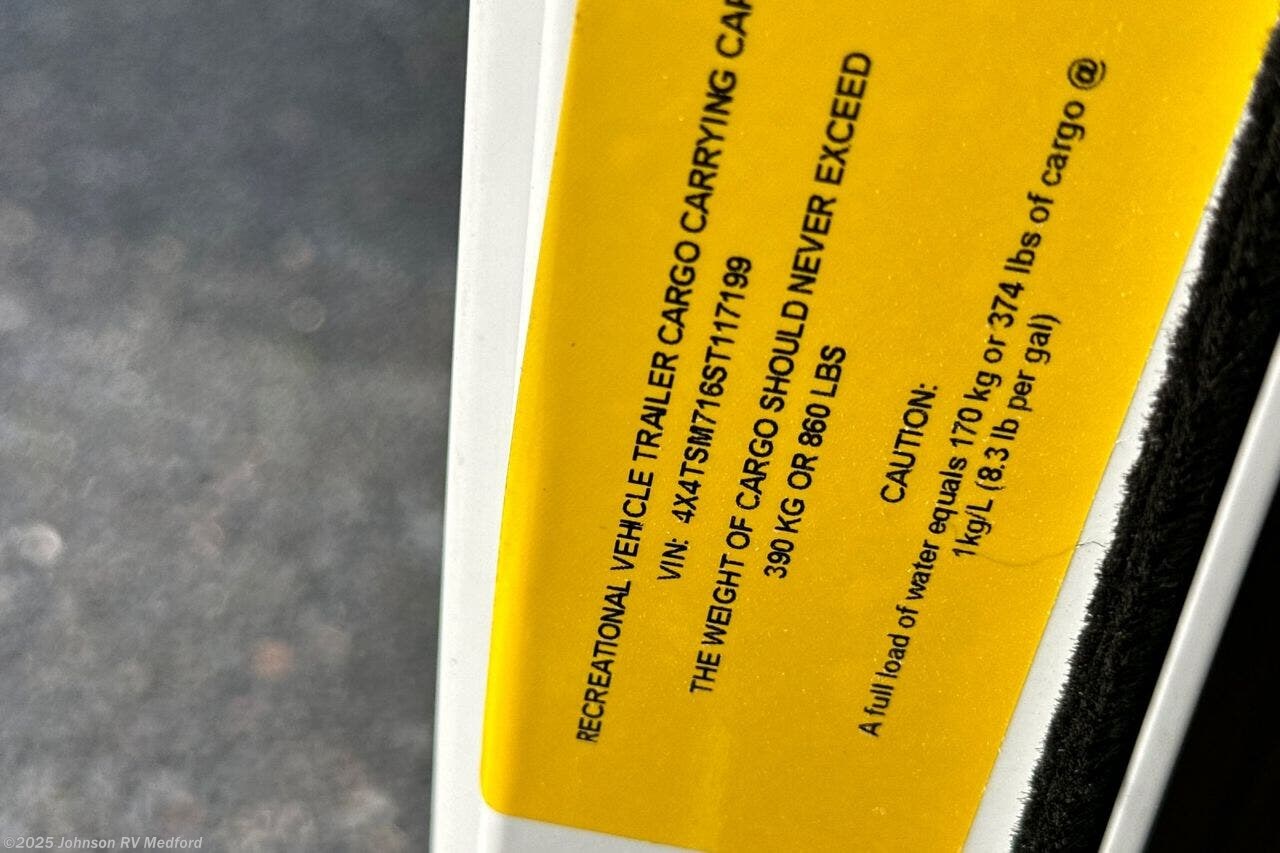 RECREATIONAL VEHICLE TRAILER CARGO CARRYING
VIN: 4X4TSM716ST117199
THE WEIGHT OF CARGO SHOULD NEVER EXCEED
390 KG OR 860 LBS
CAUTION:
A full load of water equals 170 kg or 374 lbs of cargo @
1kg/L (8.3 lb per gal)
©2025 Johnson RV Medford